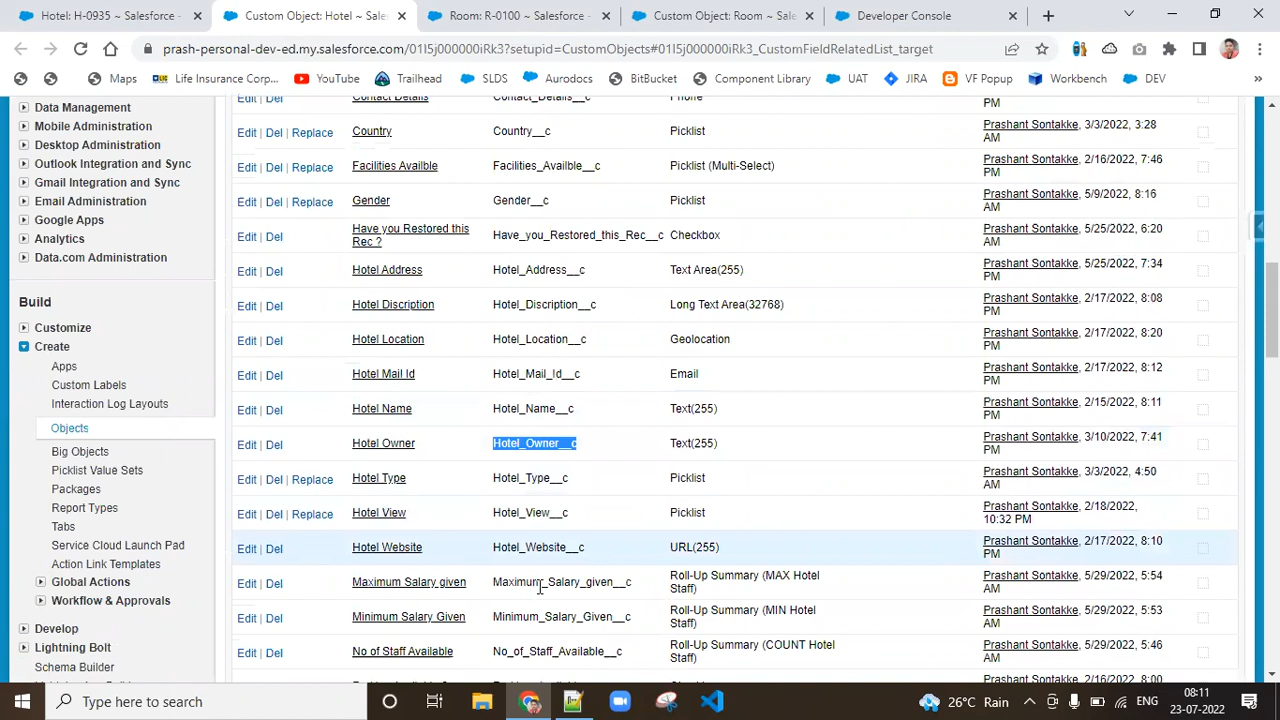 Hotel: H-0935 ~ Salesforce -
Custom Object: Hotel ~ Sales
Room: R-0100 ~ Salesforce -
Custom Object: Room ~ Sales
Developer Console
prash-personal-dev-ed.my.salesforce.com/01I5j000000iRk3?setupid=CustomObjects#01I5j000000iRk3_CustomFieldRelatedList_target
Maps
Life Insurance Corp...
YouTube
Trailhead
SLDS
Aurodocs
BitBucket
Component Library
UAT
JIRA
VF Popup
Workbench
DEV
»
Data Management
Mobile Administration
Desktop Administration
Outlook Integration and Sync
Gmail Integration and Sync
Email Administration
Google Apps
Analytics
Data.com Administration
Build
Customize
Create
Apps
Custom Labels
Interaction Log Layouts
Objects
Big Objects
Picklist Value Sets
Packages
Report Types
Tabs
Service Cloud Launch Pad
Action Link Templates
Global Actions
Workflow & Approvals
Develop
Lightning Bolt
Schema Builder
Edit | Del Contact Details Contact_Details__c Phone PM
Edit | Del | Replace Country Country__c Picklist Prashant Sontakke, 3/3/2022, 3:28
AM
Edit | Del | Replace Facilities Availble Facilities_Availble__c Picklist (Multi-Select) Prashant Sontakke, 2/16/2022, 7:46
PM
Edit | Del | Replace Gender Gender__c Picklist Prashant Sontakke, 5/9/2022, 8:16
AM
Edit | Del Have you Restored this Have_you_Restored_this_Rec__c Checkbox Prashant Sontakke, 5/25/2022, 6:20
Rec ? AM
Edit | Del Hotel Address Hotel_Address__c Text Area(255) Prashant Sontakke, 5/25/2022, 7:34
PM
Edit | Del Hotel Discription Hotel_Discription__c Long Text Area(32768) Prashant Sontakke, 2/17/2022, 8:08
PM
Edit | Del Hotel Location Hotel_Location__c Geolocation Prashant Sontakke, 2/17/2022, 8:20
PM
Edit | Del Hotel Mail Id Hotel_Mail_Id__c Email Prashant Sontakke, 2/17/2022, 8:12
PM
Edit | Del Hotel Name Hotel_Name__c Text(255) Prashant Sontakke, 2/15/2022, 8:11
PM
Edit | Del Hotel Owner Hotel_Owner__c Text(255) Prashant Sontakke, 3/10/2022, 7:41
PM
Edit | Del | Replace Hotel Type Hotel_Type__c Picklist Prashant Sontakke, 3/3/2022, 4:50
AM
Edit | Del | Replace Hotel View Hotel_View__c Picklist Prashant Sontakke, 2/18/2022,
10:32 PM
Edit | Del Hotel Website Hotel_Website__c URL(255) Prashant Sontakke, 2/17/2022, 8:10
PM
Edit | Del Maximum Salary given Maximum_Salary_given__c Roll-Up Summary (MAX Hotel Prashant Sontakke, 5/29/2022, 5:54
Staff) AM
Edit | Del Minimum Salary Given Minimum_Salary_Given__c Roll-Up Summary (MIN Hotel Prashant Sontakke, 5/29/2022, 5:53
Staff) AM
Edit | Del No of Staff Available No_of_Staff_Available__c Roll-Up Summary (COUNT Hotel Prashant Sontakke, 5/29/2022, 5:46
Staff) AM
Prashant Sontakke, 2/16/2022, 8:00
Type here to search
26°C Rain
ENG
08:11
23-07-2022